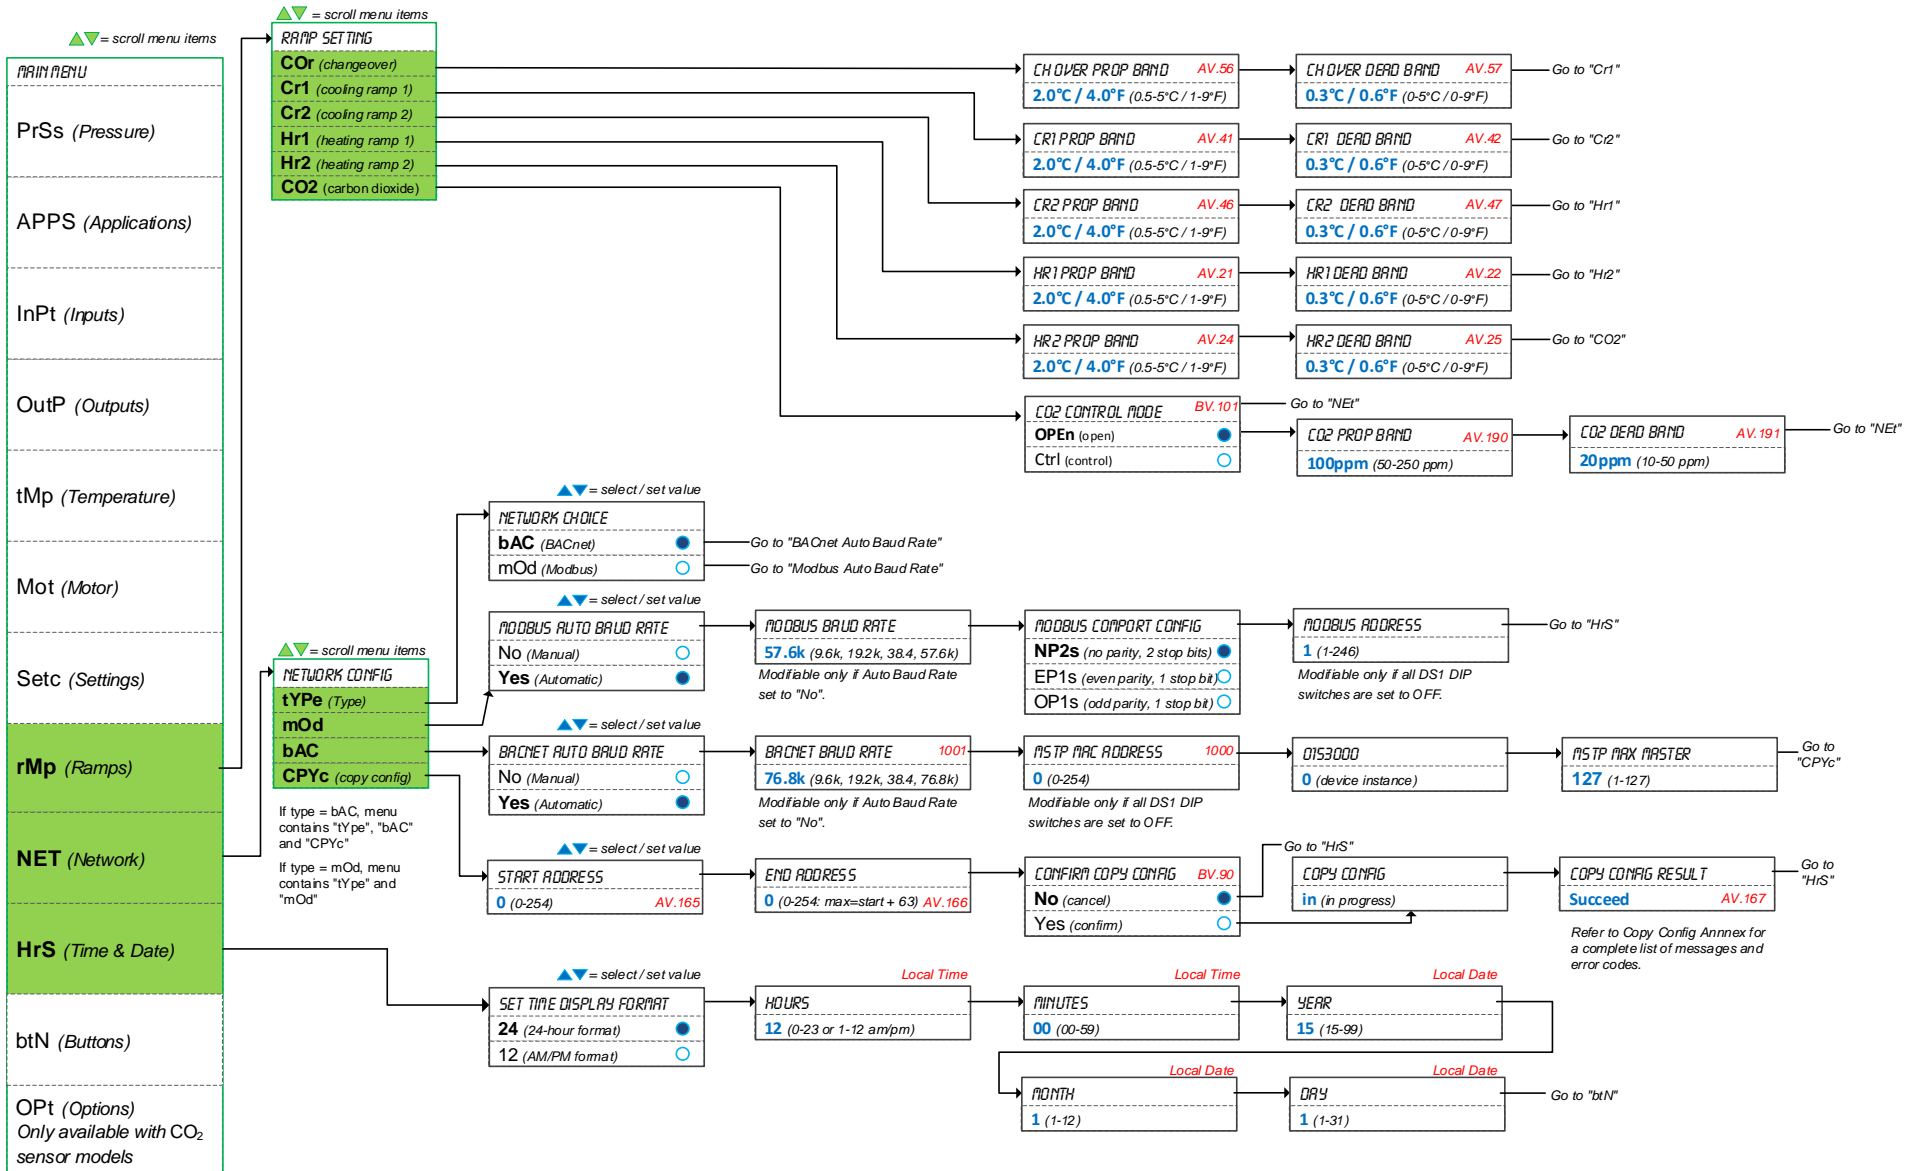 = scroll menu items
MAIN MENU
PrSs (Pressure)
APPS (Applications)
InPt (Inputs)
OutP (Outputs)
tMp (Temperature)
Mot (Motor)
Setc (Settings)
rMp (Ramps)
NET (Network)
HrS (Time & Date)
btN (Buttons)
OPt (Options)
Only available with CO2
sensor models
= scroll menu items
RAMP SETTING
COr (changeover)
Cr1 (cooling ramp 1)
Cr2 (cooling ramp 2)
Hr1 (heating ramp 1)
Hr2 (heating ramp 2)
CO2 (carbon dioxide)
CH OVER PROP BAND AV.56
2.0°C / 4.0°F (0.5-5°C / 1-9°F)
CH OVER DEAD BAND AV.57
0.3°C / 0.6°F (0-5°C / 0-9°F)
Go to "Cr1"
CR1 PROP BAND AV.41
2.0°C / 4.0°F (0.5-5°C / 1-9°F)
CR1 DEAD BAND AV.42
0.3°C / 0.6°F (0-5°C / 0-9°F)
Go to "Cr2"
CR2 PROP BAND AV.46
2.0°C / 4.0°F (0.5-5°C / 1-9°F)
CR2 DEAD BAND AV.47
0.3°C / 0.6°F (0-5°C / 0-9°F)
Go to "Hr1"
HR1 PROP BAND AV.21
2.0°C / 4.0°F (0.5-5°C / 1-9°F)
HR1 DEAD BAND AV.22
0.3°C / 0.6°F (0-5°C / 0-9°F)
Go to "Hr2"
HR2 PROP BAND AV.24
2.0°C / 4.0°F (0.5-5°C / 1-9°F)
HR2 DEAD BAND AV.25
0.3°C / 0.6°F (0-5°C / 0-9°F)
Go to "CO2"
CO2 CONTROL MODE BV.101
OPEn (open)
Ctrl (control)
Go to "NEt"
CO2 PROP BAND AV.190
100ppm (50-250 ppm)
CO2 DEAD BAND AV.191
20ppm (10-50 ppm)
Go to "NEt"
= scroll menu items
NETWORK CONFIG
tYPe (Type)
mOd
bAC
CPYc (copy config)
If type = bAC, menu
contains "tYpe", "bAC"
and "CPYc"
If type = mOd, menu
contains "tYpe" and
"mOd"
= select / set value
NETWORK CHOICE
bAC (BACnet)
mOd (Modbus)
Go to "BACnet Auto Baud Rate"
Go to "Modbus Auto Baud Rate"
= select / set value
MODBUS AUTO BAUD RATE
No (Manual)
Yes (Automatic)
MODBUS BAUD RATE
57.6k (9.6k, 19.2k, 38.4, 57.6k)
Modifiable only if Auto Baud Rate
set to "No".
MODBUS COMPORT CONFIG
NP2s (no parity, 2 stop bits)
EP1s (even parity, 1 stop bit)
OP1s (odd parity, 1 stop bit)
MODBUS ADDRESS
1 (1-246)
Modifiable only if all DS1 DIP
switches are set to OFF.
Go to "HrS"
= select / set value
BACNET AUTO BAUD RATE
No (Manual)
Yes (Automatic)
BACNET BAUD RATE 1001
76.8k (9.6k, 19.2k, 38.4, 76.8k)
Modifiable only if Auto Baud Rate
set to "No".
MSTP MAC ADDRESS 1000
0 (0-254)
Modifiable only if all DS1 DIP
switches are set to OFF.
0153000
0 (device instance)
MSTP MAX MASTER
127 (1-127)
Go to
"CPYc"
= select / set value
START ADDRESS
0 (0-254) AV.165
END ADDRESS
0 (0-254: max=start + 63) AV.166
CONFIRM COPY CONFIG BV.90
No (cancel)
Yes (confirm)
Go to "HrS"
COPY CONFIG
in (in progress)
COPY CONFIG RESULT
Succeed AV.167
Go to
"HrS"
Refer to Copy Config Annnex for
a complete list of messages and
error codes.
= select / set value
SET TIME DISPLAY FORMAT
24 (24-hour format)
12 (AM/PM format)
Local Time
HOURS
12 (0-23 or 1-12 am/pm)
Local Time
MINUTES
00 (00-59)
Local Date
YEAR
15 (15-99)
Local Date
MONTH
1 (1-12)
Local Date
DAY
1 (1-31)
Go to "btN"